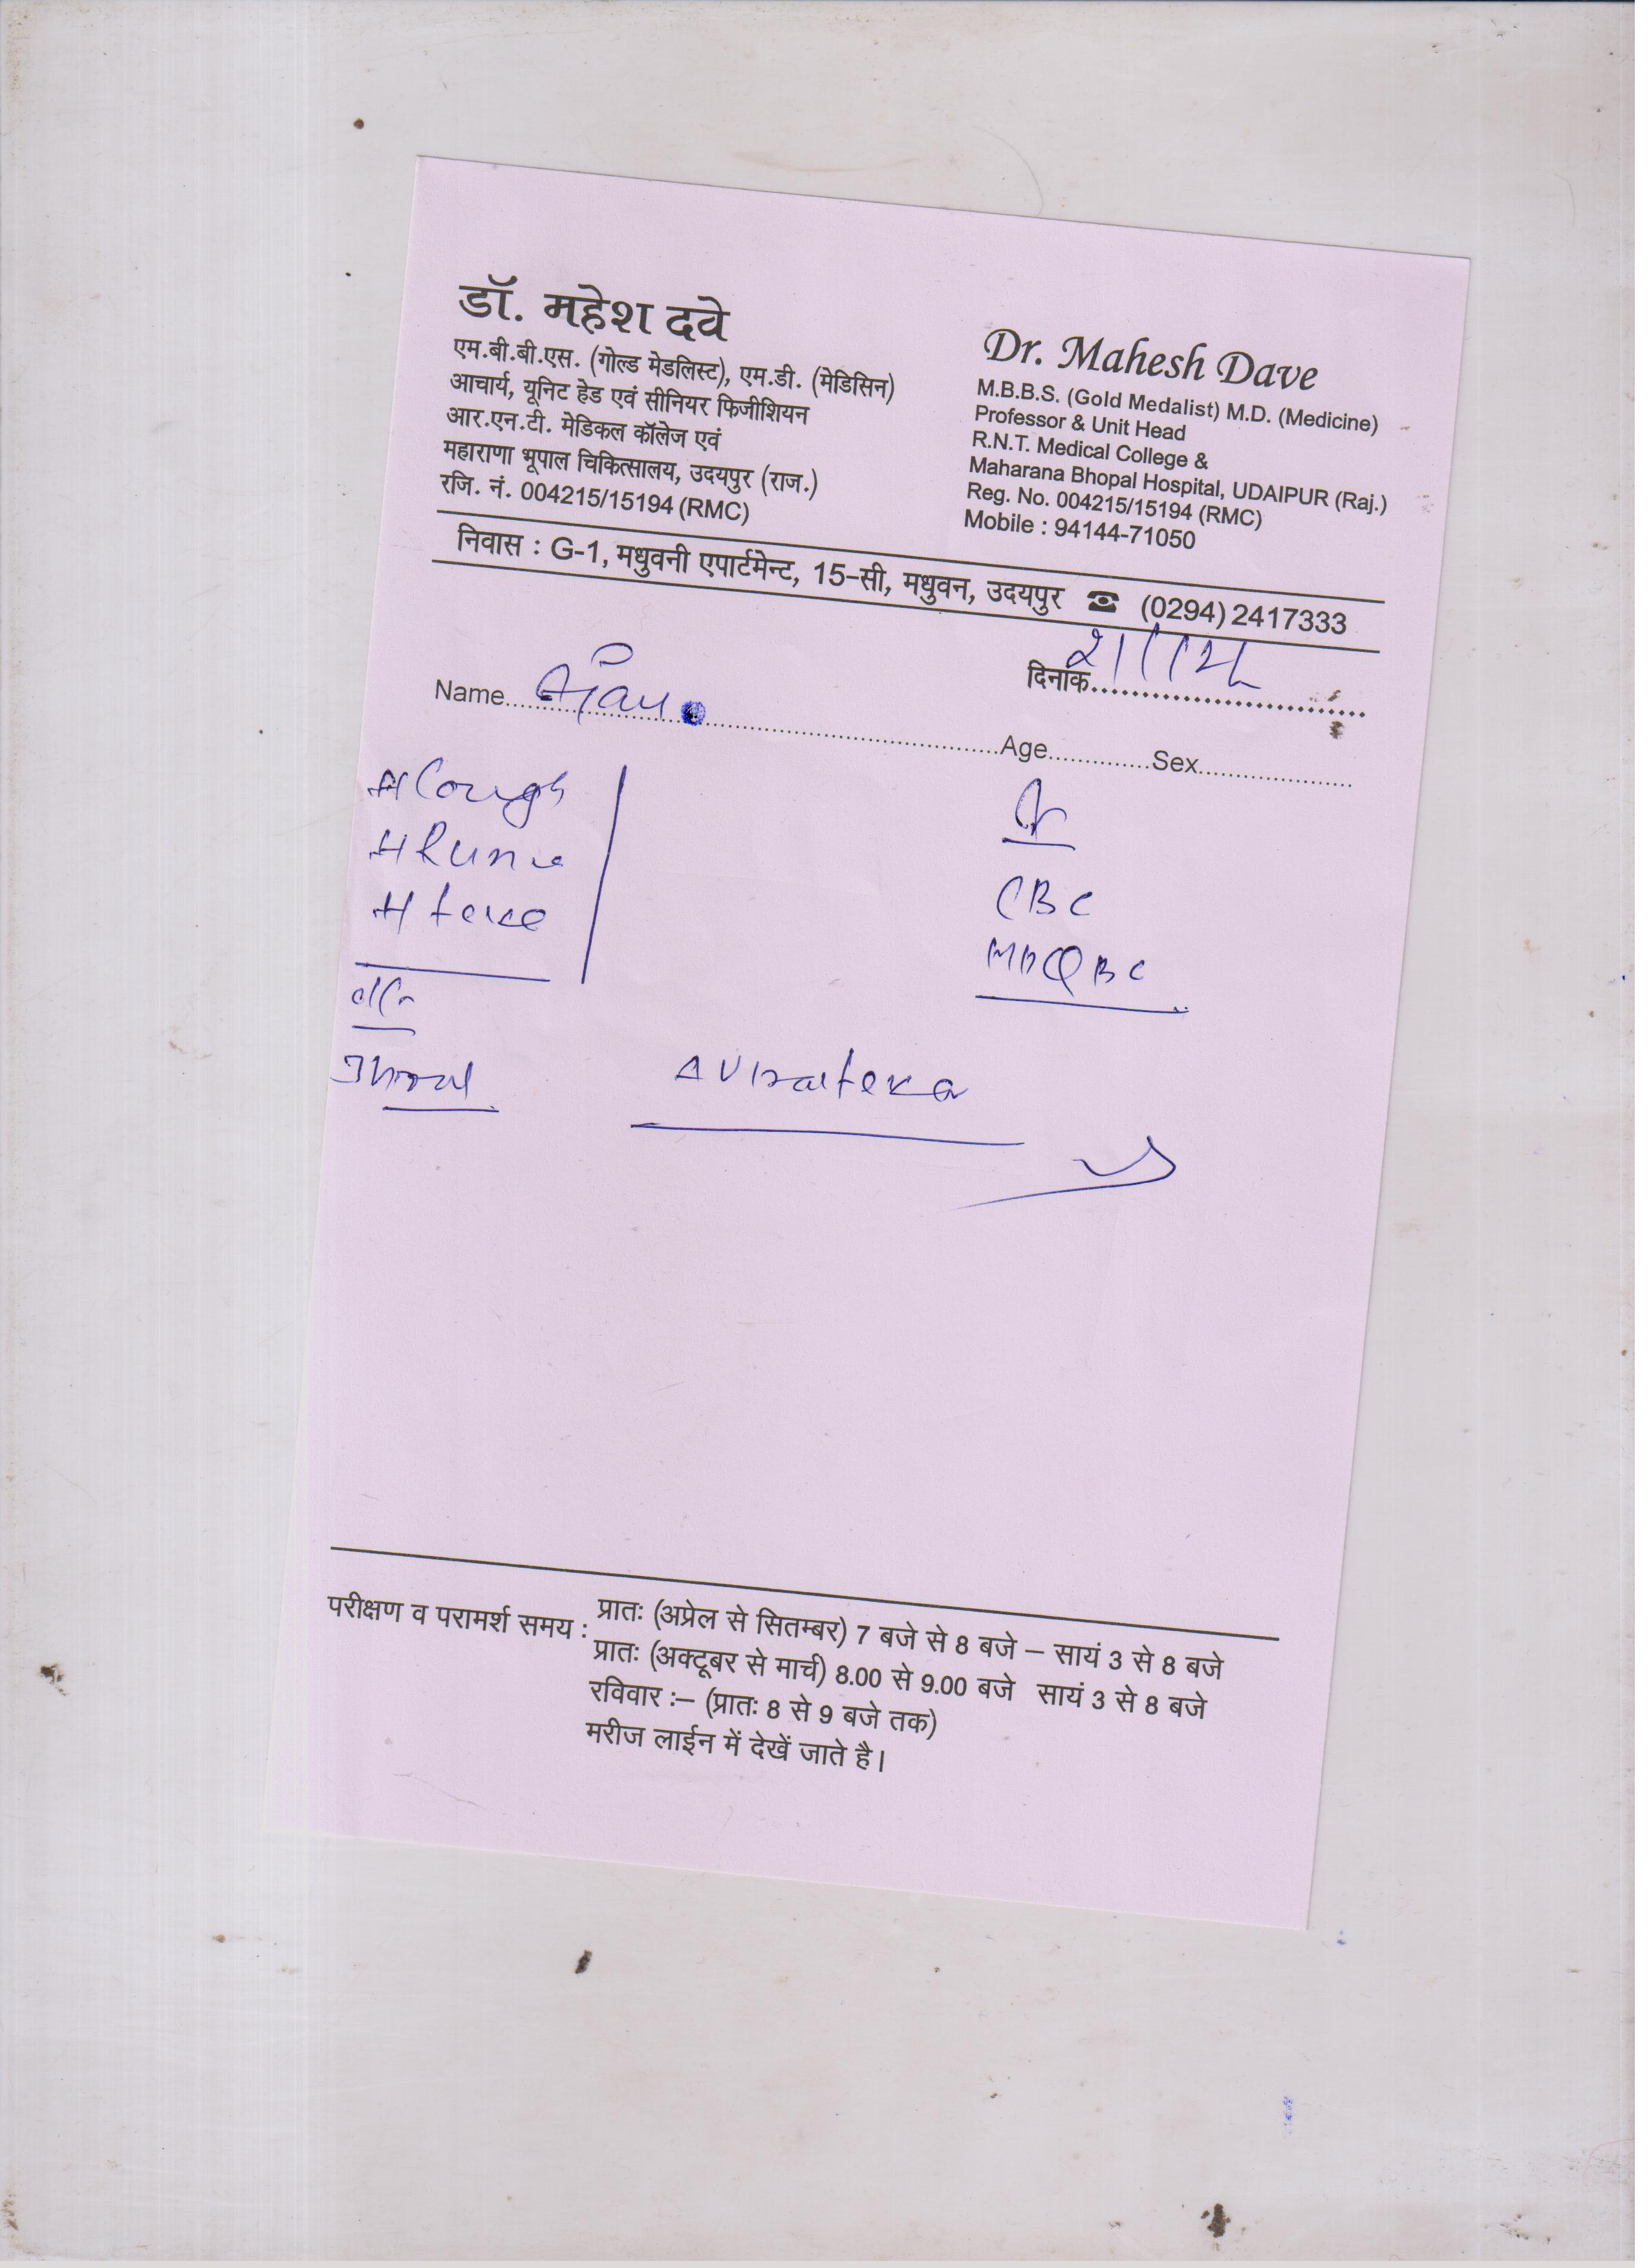 डॉ. महेश दवे
एम.बी.बी.एस. (गोल्ड मेडलिस्ट), एम.डी. (मेडिसिन)
आचार्य, यूनिट हेड एवं सीनियर फिजीशियन
आर.एन.टी. मेडिकल कॉलेज एवं
महाराणा भूपाल चिकित्सालय, उदयपुर (राज.)
रजि. नं. 004215/15194 (RMC)
Dr. Mahesh Dave
M.B.B.S. (Gold Medalist) M.D. (Medicine)
Professor & Unit Head
R.N.T. Medical College &
Maharana Bhopal Hospital, UDAIPUR (Raj.)
Reg. No. 004215/15194 (RMC)
Mobile : 94144-71050
निवास : G-1, मधुवनी एपार्टमेन्ट, 15-सी, मधुवन, उदयपुर ☎ (0294) 2417333
दिनांक
Name
Age Sex
# Cough
CBC
परीक्षण व परामर्श समय : प्रातः (अप्रेल से सितम्बर) 7 बजे से 8 बजे – सायं 3 से 8 बजे
प्रातः (अक्टूबर से मार्च) 8.00 से 9.00 बजे सायं 3 से 8 बजे
रविवार :– (प्रातः 8 से 9 बजे तक)
मरीज लाईन में देखें जाते है।